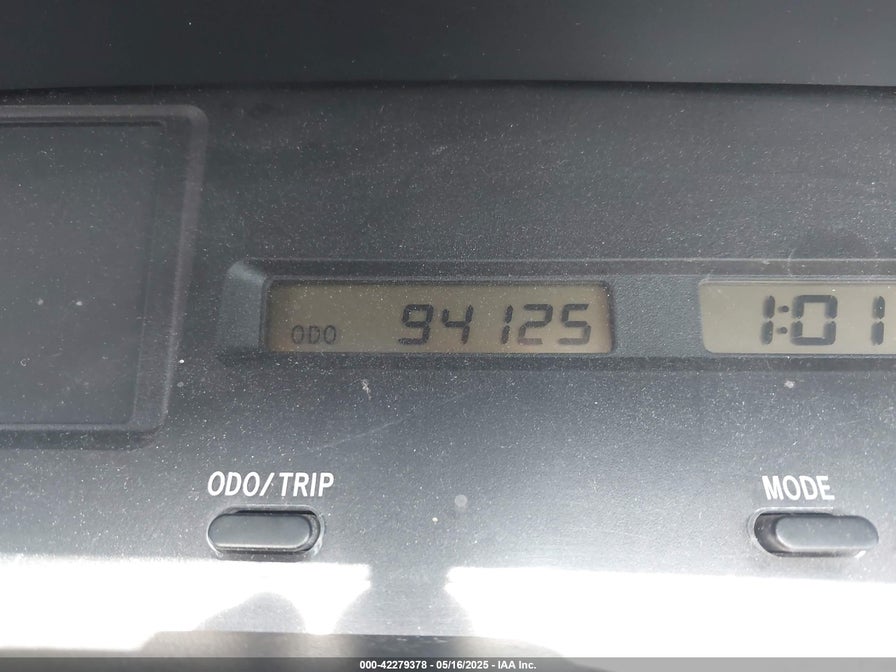 ODO 94125 1:01
ODO/TRIP MODE
000-42279378 - 05/16/2025 - IAA Inc.